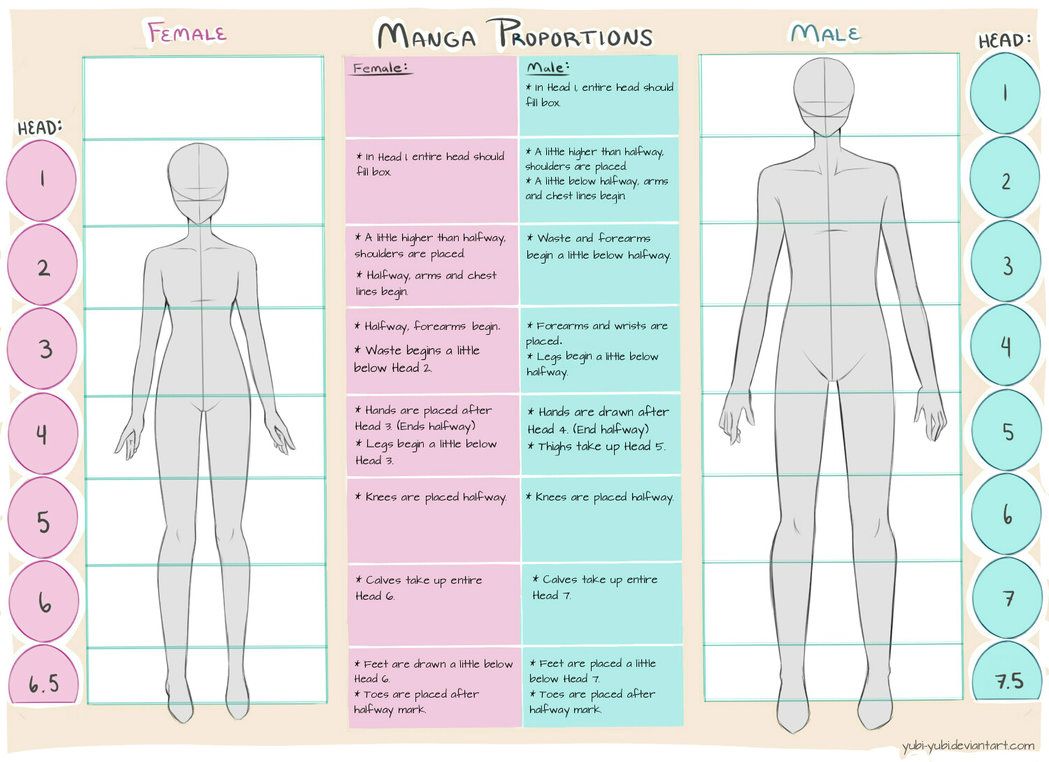 Female
Manga Proportions
Male
HEAD:
1
2
3
4
5
6
6.5
Female:
* In Head 1, entire head should
fill box.
* A little higher than halfway,
shoulders are placed.
* Halfway, arms and chest
lines begin.
* Halfway, forearms begin.
* Waste begins a little
below Head 2.
* Hands are placed after
Head 3. (Ends halfway)
* Legs begin a little below
Head 3.
* Knees are placed halfway.
* Calves take up entire
Head 6.
* Feet are drawn a little below
Head 6.
* Toes are placed after
halfway mark.
Male:
* In Head 1, entire head should
fill box.
* A little higher than halfway,
shoulders are placed.
* A little below halfway, arms
and chest lines begin.
* Waste and forearms
begin a little below halfway.
* Forearms and wrists are
placed.
* Legs begin a little below
halfway.
* Hands are drawn after
Head 4. (End halfway)
* Thighs take up Head 5.
* Knees are placed halfway.
* Calves take up entire
Head 7.
* Feet are placed a little
below Head 7.
* Toes are placed after
halfway mark.
HEAD:
1
2
3
4
5
6
7
7.5
yubi-yubi.deviantart.com